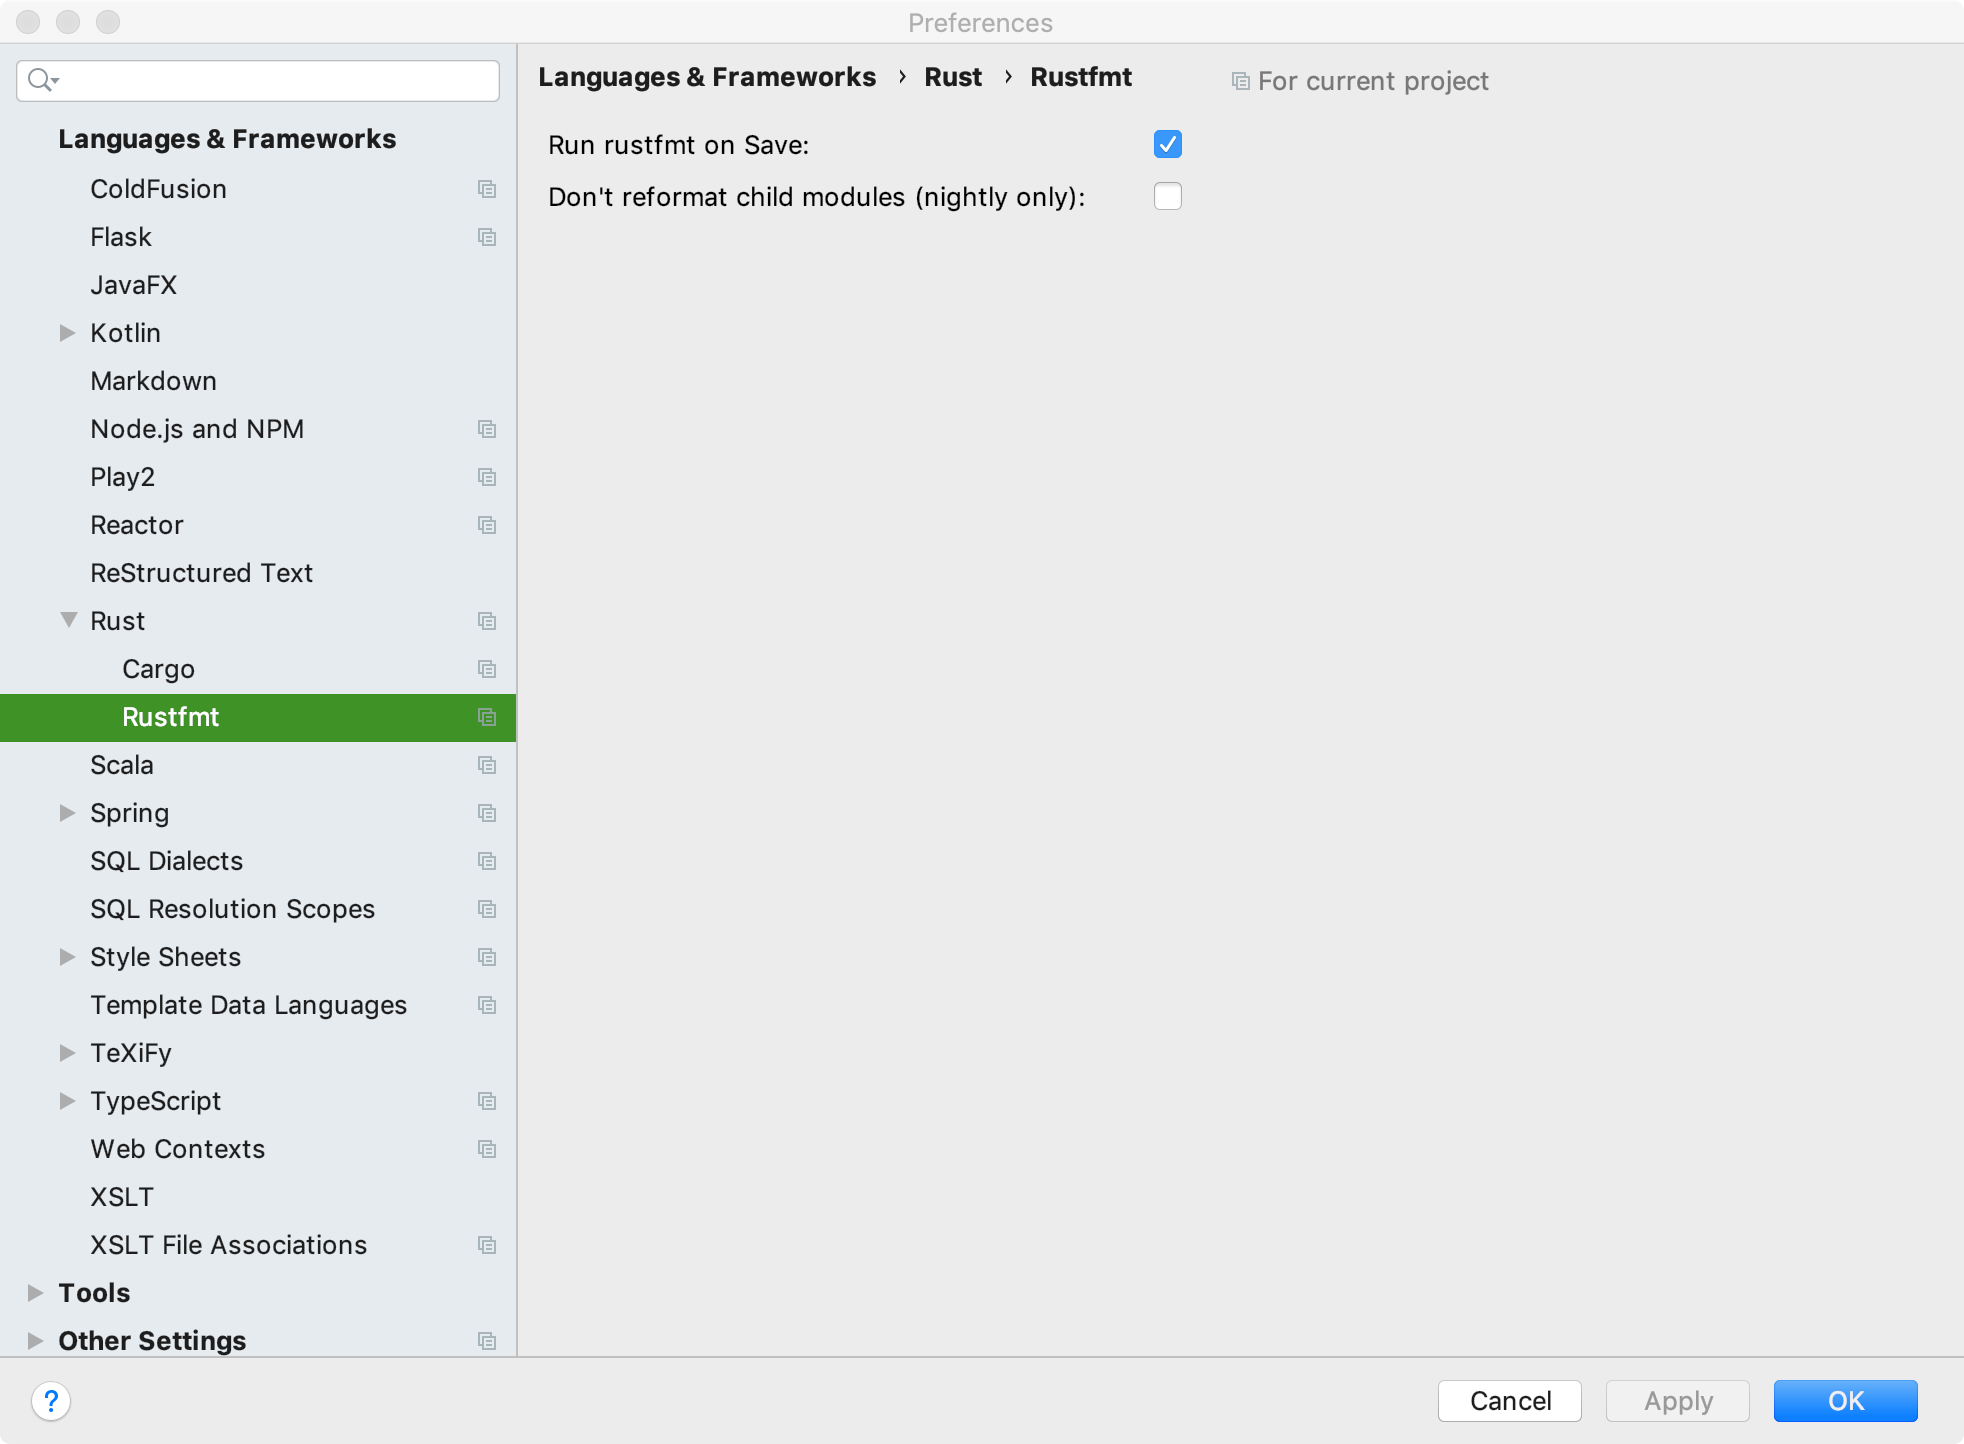 Preferences
Languages & Frameworks
ColdFusion
Flask
JavaFX
Kotlin
Markdown
Node.js and NPM
Play2
Reactor
ReStructured Text
Rust
Cargo
Rustfmt
Scala
Spring
SQL Dialects
SQL Resolution Scopes
Style Sheets
Template Data Languages
TeXiFy
TypeScript
Web Contexts
XSLT
XSLT File Associations
Tools
Other Settings
Languages & Frameworks › Rust › Rustfmt For current project
Run rustfmt on Save:
Don't reformat child modules (nightly only):
? Cancel Apply OK